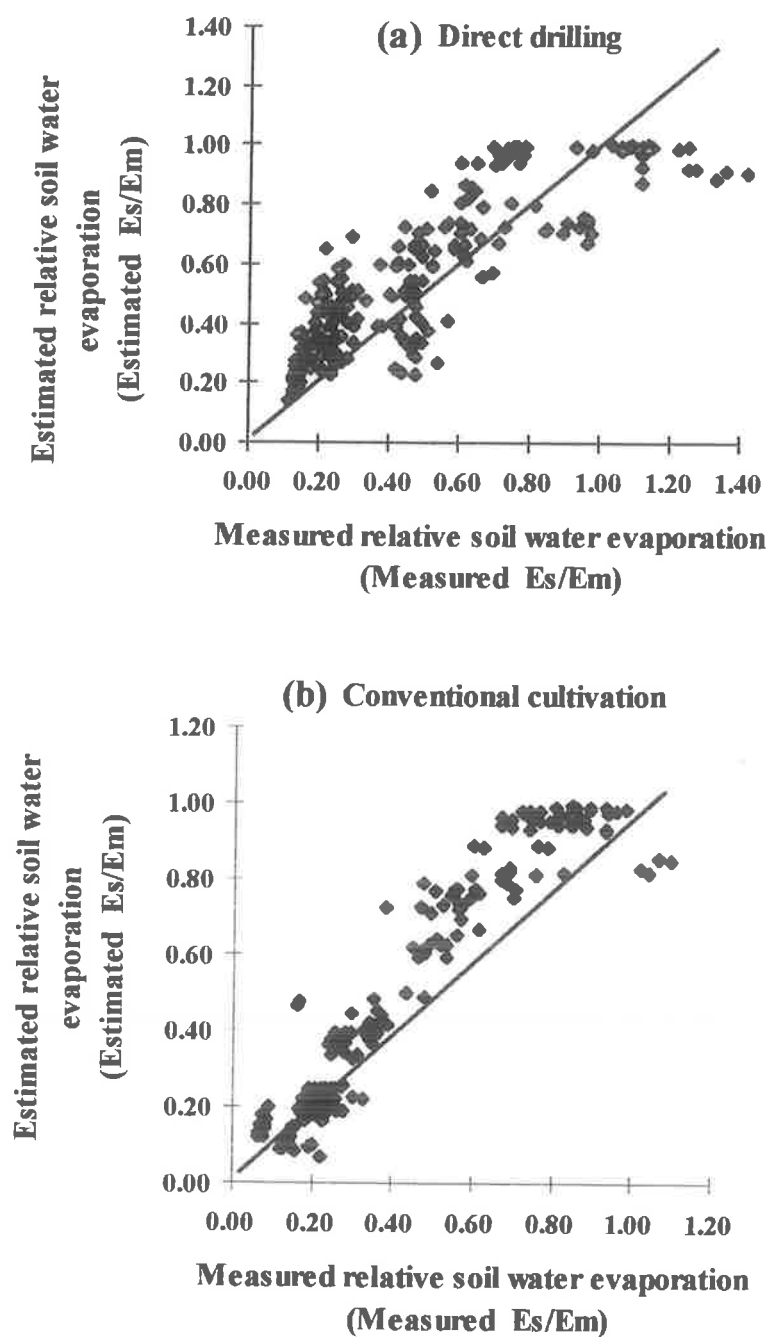 (a) Direct drilling
1.40
1.20
1.00
0.80
0.60
0.40
0.20
0.00
Estimated relative soil water
evaporation
(Estimated Es/Em)
0.00 0.20 0.40 0.60 0.80 1.00 1.20 1.40
Measured relative soil water evaporation
(Measured Es/Em)
(b) Conventional cultivation
1.20
1.00
0.80
0.60
0.40
0.20
0.00
Estimated relative soil water
evaporation
(Estimated Es/Em)
0.00 0.20 0.40 0.60 0.80 1.00 1.20
Measured relative soil water evaporation
(Measured Es/Em)